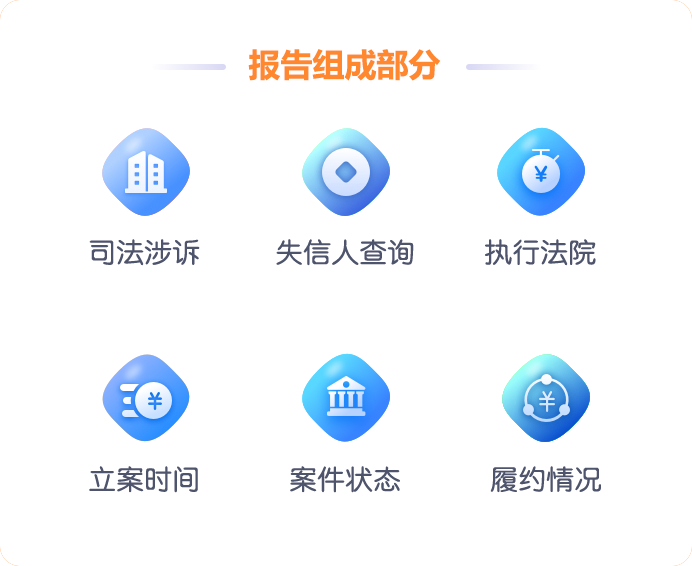 报告组成部分
司法涉诉
失信人查询
执行法院
立案时间
案件状态
履约情况